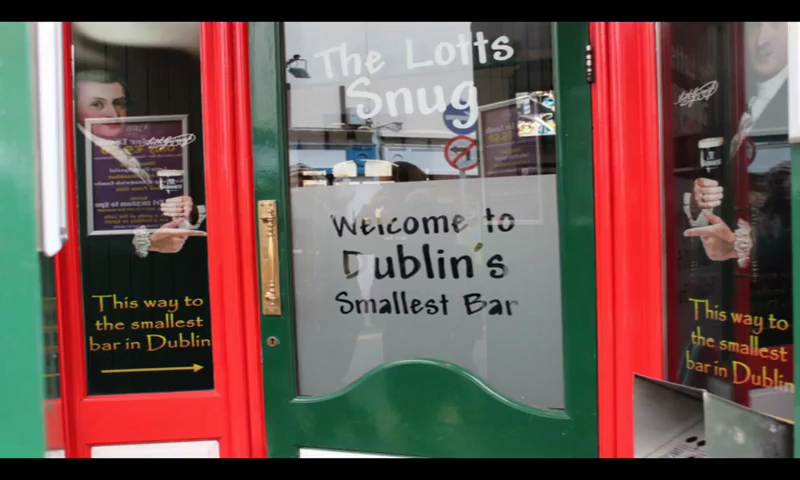 The Lotts
Snug
Welcome to
Dublin's
Smallest Bar
This way to
the smallest
bar in Dublin
This way to
the smallest
bar in Dublin